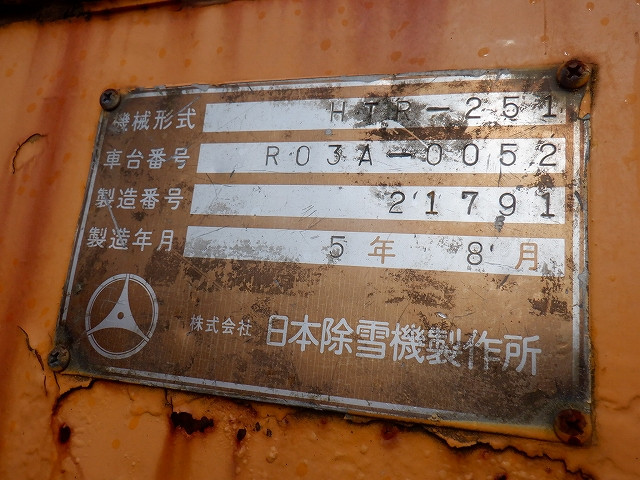 機械形式 HTR-251
車台番号 R03A-0052
製造番号 21791
製造年月 5年 8月
株式会社 日本除雪機製作所